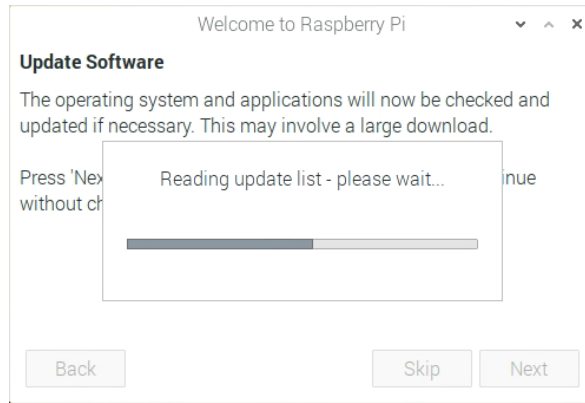 Welcome to Raspberry Pi
Update Software
The operating system and applications will now be checked and
updated if necessary. This may involve a large download.
Press 'Nex
inue
without ch
Reading update list - please wait...
Back
Skip
Next